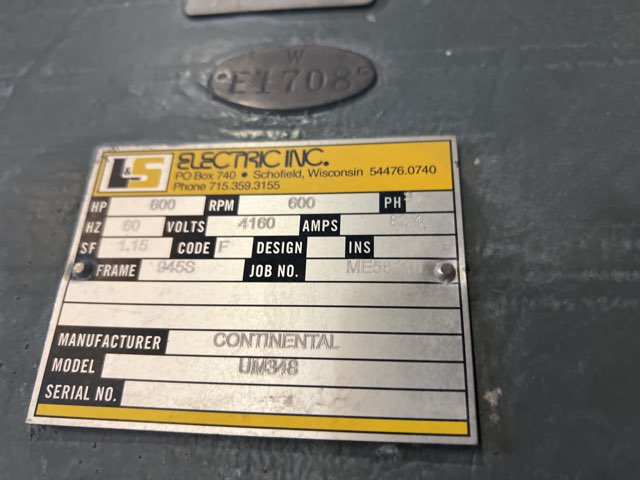 W
E1708
L&S ELECTRIC INC.
PO Box 740 • Schofield, Wisconsin 54476.0740
Phone 715.359.3155
HP 600 RPM 600 PH 3
HZ 60 VOLTS 4160 AMPS
SF 1.15 CODE F DESIGN INS
FRAME 945S JOB NO.
MANUFACTURER CONTINENTAL
MODEL UM348
SERIAL NO.